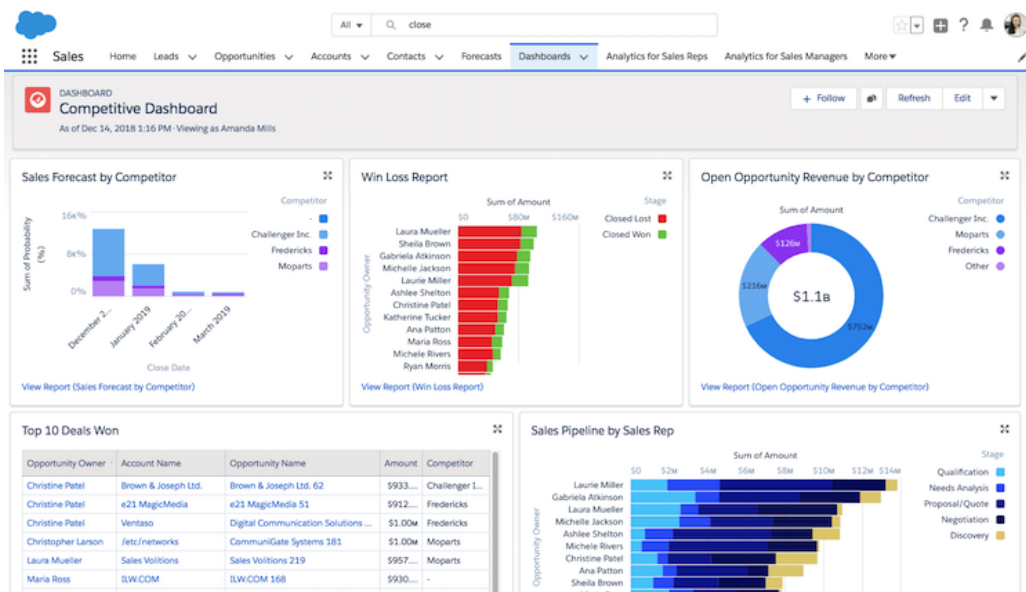 All
close
Sales
Home
Leads
Opportunities
Accounts
Contacts
Forecasts
Dashboards
Analytics for Sales Reps
Analytics for Sales Managers
More
DASHBOARD
Competitive Dashboard
As of Dec 14, 2018 1:16 PM·Viewing as Amanda Mills
+ Follow
Refresh
Edit
Sales Forecast by Competitor
Competitor
-
Challenger Inc.
Fredericks
Moparts
Sum of Probability
(%)
16K%
8K%
0%
December 2...
January 2019
February 20...
March 2019
Close Date
View Report (Sales Forecast by Competitor)
Win Loss Report
Sum of Amount
$0 $80M $160M
Stage
Closed Lost
Closed Won
Opportunity Owner
Laura Mueller
Sheila Brown
Gabriela Atkinson
Michelle Jackson
Laurie Miller
Ashlee Shelton
Christine Patel
Katherine Tucker
Ana Patton
Maria Ross
Michele Rivers
Ryan Morris
View Report (Win Loss Report)
Open Opportunity Revenue by Competitor
Sum of Amount
Competitor
Challenger Inc.
Moparts
Fredericks
Other
$126M
$216M
$1.1B
$752M
View Report (Open Opportunity Revenue by Competitor)
Top 10 Deals Won
Opportunity Owner Account Name Opportunity Name Amount Competitor
Christine Patel Brown & Joseph Ltd. Brown & Joseph Ltd. 62 $933.... Challenger I...
Christine Patel e21 MagicMedia e21 MagicMedia 51 $912.... Fredericks
Christine Patel Ventaso Digital Communication Solutions ... $1.00M Fredericks
Christopher Larson /etc/networks CommuniGate Systems 181 $1.00M Moparts
Laura Mueller Sales Volitions Sales Volitions 219 $957.... Moparts
Maria Ross ILW.COM ILW.COM 168 $930.... -
Sales Pipeline by Sales Rep
Sum of Amount
$0 $2M $4M $6M $8M $10M $12M $14M
Stage
Qualification
Needs Analysis
Proposal/Quote
Negotiation
Discovery
Opportunity Owner
Laurie Miller
Gabriela Atkinson
Laura Mueller
Michelle Jackson
Ashlee Shelton
Michele Rivers
Christine Patel
Ana Patton
Sheila Brown